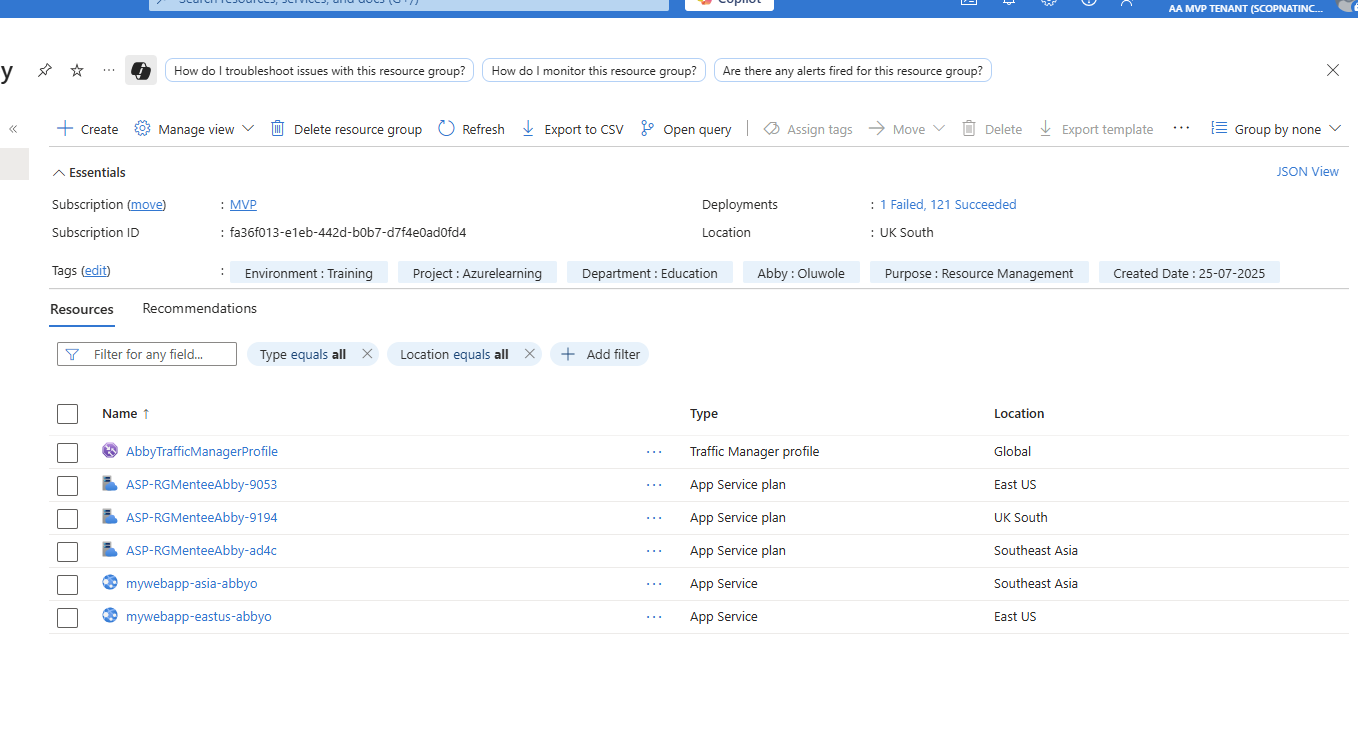 Search resources, services, and docs (G+/)
Copilot
AA MVP TENANT (SCOPNATINC...
y
...
How do I troubleshoot issues with this resource group?
How do I monitor this resource group?
Are there any alerts fired for this resource group?
Create
Manage view
Delete resource group
Refresh
Export to CSV
Open query
Assign tags
Move
Delete
Export template
...
Group by none
Essentials
JSON View
Subscription (move) : MVP
Deployments : 1 Failed, 121 Succeeded
Subscription ID : fa36f013-e1eb-442d-b0b7-d7f4e0ad0fd4
Location : UK South
Tags (edit) : Environment : Training Project : Azurelearning Department : Education Abby : Oluwole Purpose : Resource Management Created Date : 25-07-2025
Resources Recommendations
Filter for any field...
Type equals all
Location equals all
Add filter
Name ↑ Type Location
AbbyTrafficManagerProfile ... Traffic Manager profile Global
ASP-RGMenteeAbby-9053 ... App Service plan East US
ASP-RGMenteeAbby-9194 ... App Service plan UK South
ASP-RGMenteeAbby-ad4c ... App Service plan Southeast Asia
mywebapp-asia-abbyo ... App Service Southeast Asia
mywebapp-eastus-abbyo ... App Service East US